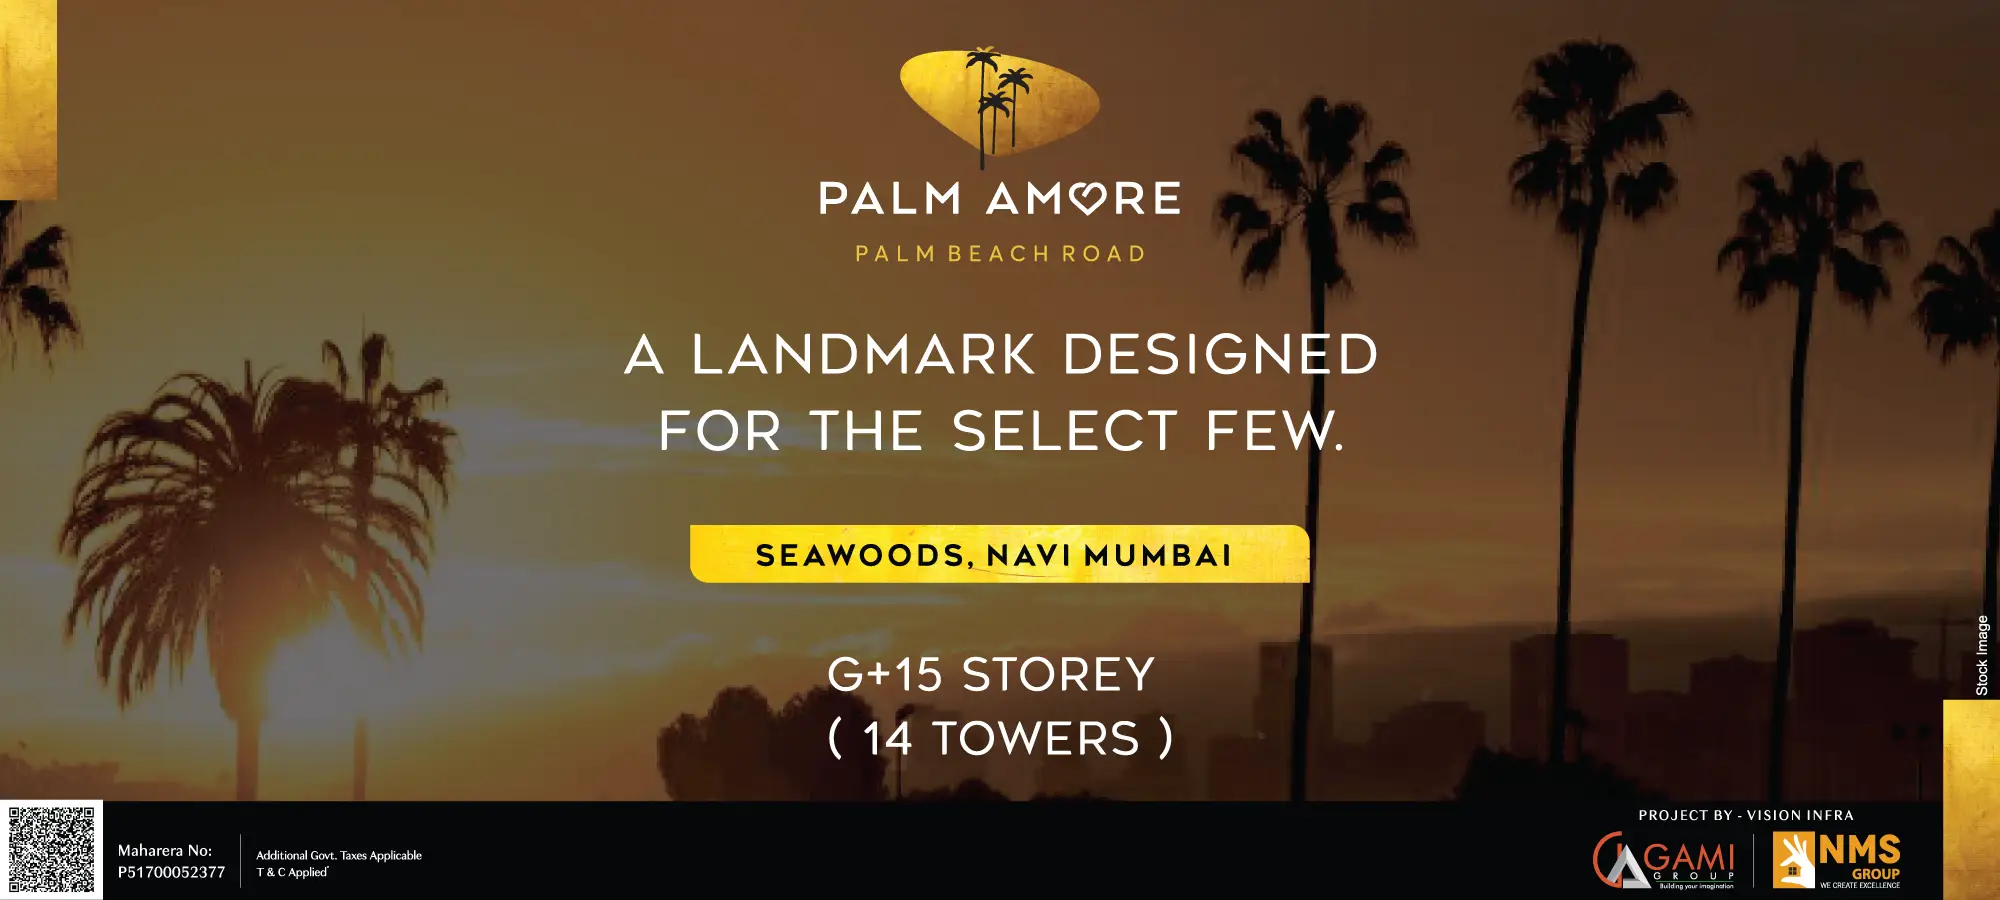 PALM AMORE
PALM BEACH ROAD
A LANDMARK DESIGNED
FOR THE SELECT FEW.
SEAWOODS, NAVI MUMBAI
G+15 STOREY
( 14 TOWERS )
Stock Image
Maharera No:
P51700052377
Additional Govt. Taxes Applicable
T & C Applied*
PROJECT BY - VISION INFRA
GAMI
GROUP
Building your imagination
NMS
GROUP
WE CREATE EXCELLENCE